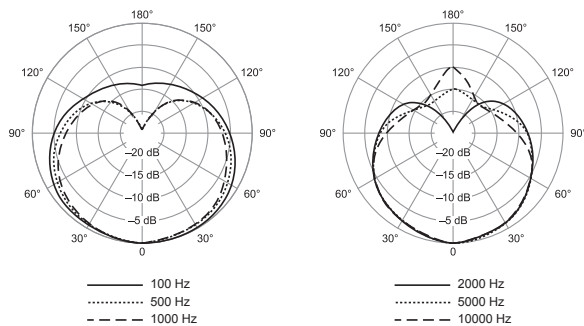 180°
150° 150°
120° 120°
90° 90°
–20 dB
–15 dB
60° 60°
–10 dB
–5 dB
30° 30°
0
100 Hz
500 Hz
1000 Hz
180°
150° 150°
120° 120°
90° 90°
–20 dB
–15 dB
60° 60°
–10 dB
–5 dB
30° 30°
0
2000 Hz
5000 Hz
10000 Hz